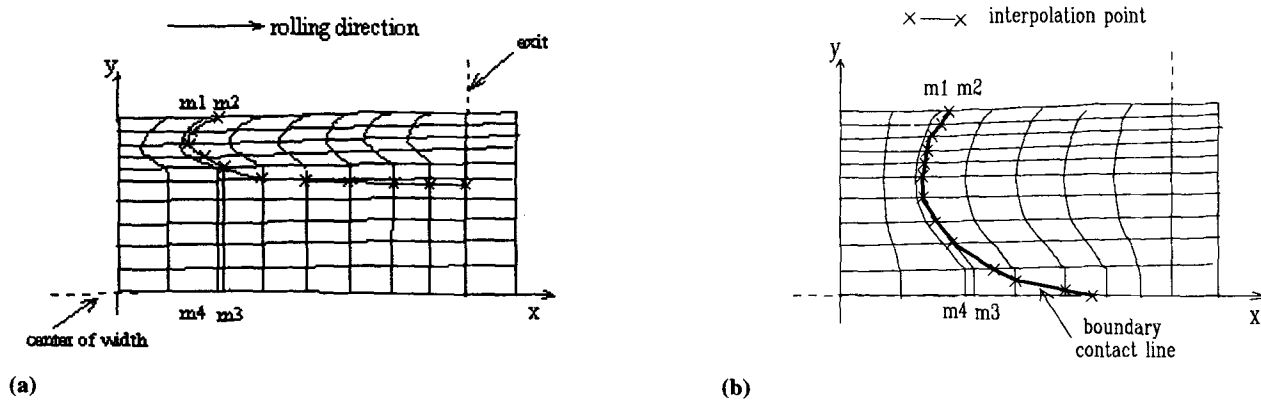 rolling direction
exit
y
m1 m2
m4 m3
x
center of width
(a)
×—× interpolation point
y
m1 m2
m4 m3
x
boundary
contact line
(b)